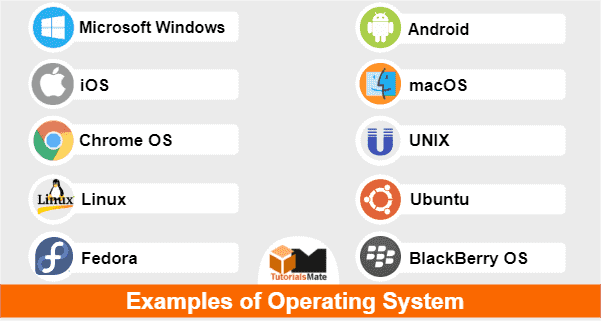 Microsoft Windows
Android
iOS
macOS
Chrome OS
UNIX
Linux
Linux
Ubuntu
Fedora
BlackBerry OS
TutorialsMate
Examples of Operating System